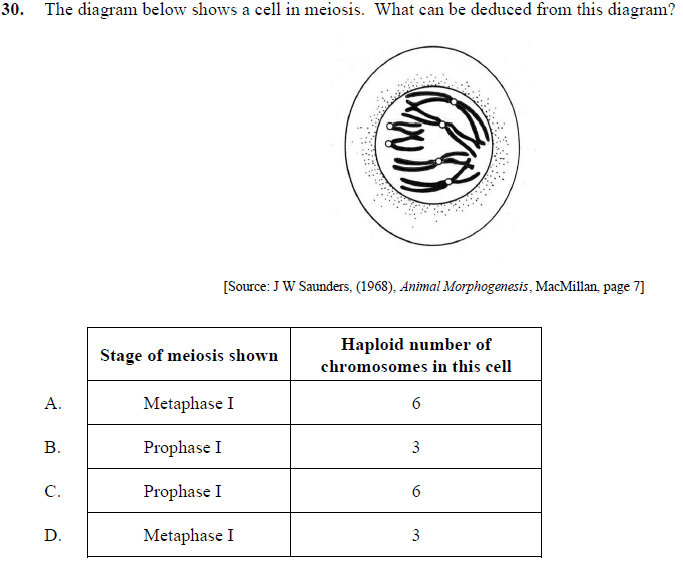 30. The diagram below shows a cell in meiosis. What can be deduced from this diagram?
[Source: J W Saunders, (1968), Animal Morphogenesis, MacMillan, page 7]
Stage of meiosis shown
Haploid number of
chromosomes in this cell
A. Metaphase I 6
B. Prophase I 3
C. Prophase I 6
D. Metaphase I 3